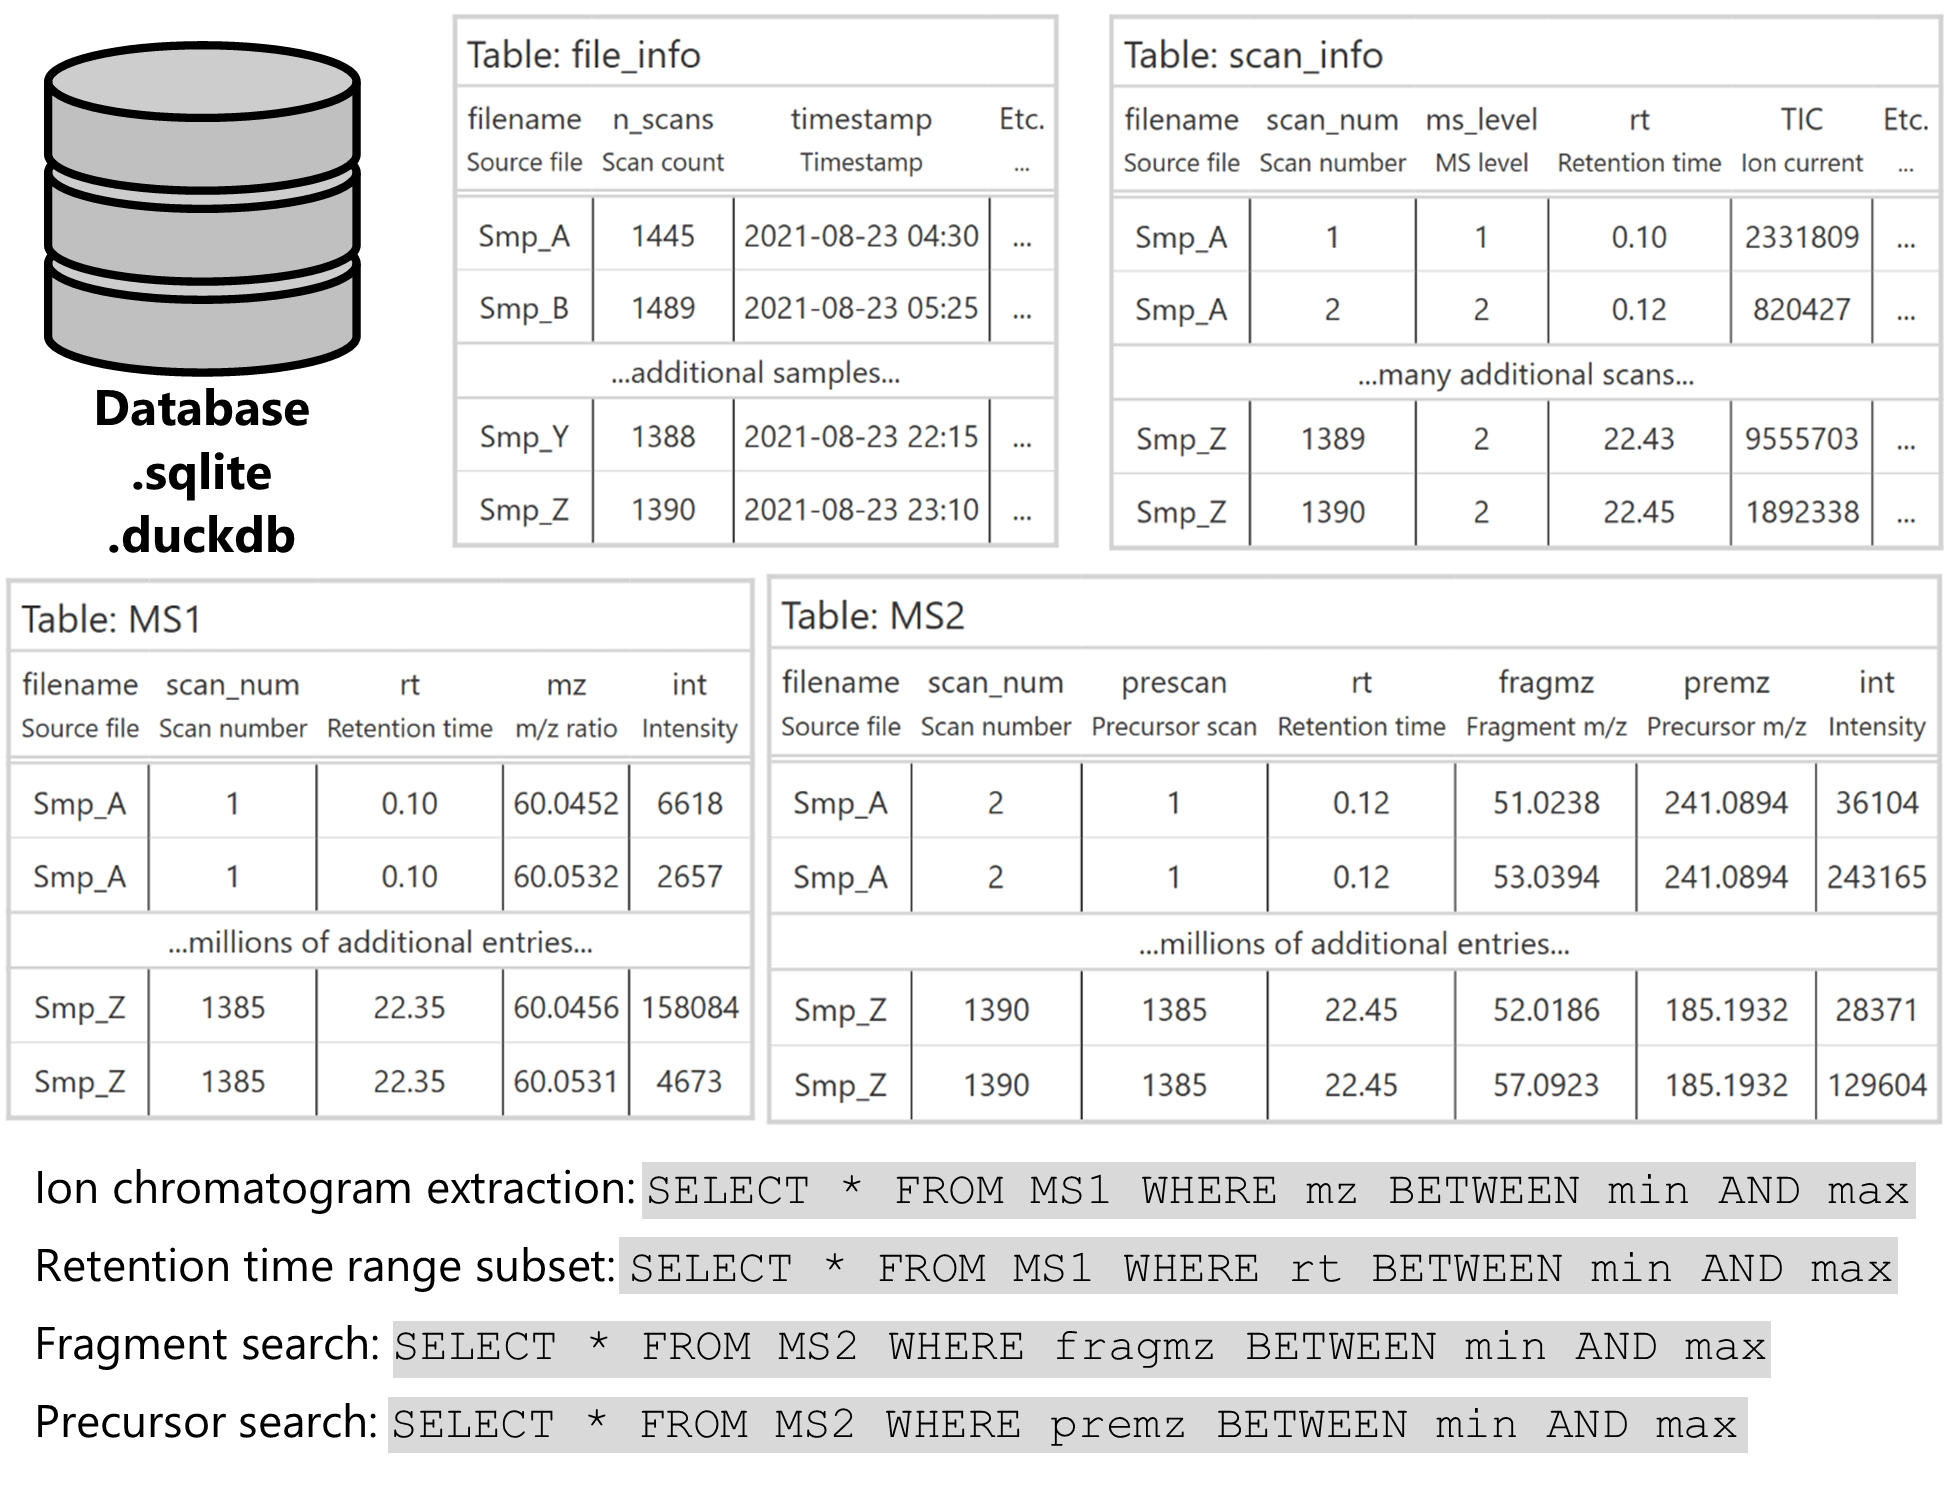 Database
.sqlite
.duckdb
Table: file_info
filename n_scans timestamp Etc.
Source file Scan count Timestamp ...
Smp_A 1445 2021-08-23 04:30 ...
Smp_B 1489 2021-08-23 05:25 ...
...additional samples...
Smp_Y 1388 2021-08-23 22:15 ...
Smp_Z 1390 2021-08-23 23:10 ...
Table: scan_info
filename scan_num ms_level rt TIC Etc.
Source file Scan number MS level Retention time Ion current ...
Smp_A 1 1 0.10 2331809 ...
Smp_A 2 2 0.12 820427 ...
...many additional scans...
Smp_Z 1389 2 22.43 9555703 ...
Smp_Z 1390 2 22.45 1892338 ...
Table: MS1
filename scan_num rt mz int
Source file Scan number Retention time m/z ratio Intensity
Smp_A 1 0.10 60.0452 6618
Smp_A 1 0.10 60.0532 2657
...millions of additional entries...
Smp_Z 1385 22.35 60.0456 158084
Smp_Z 1385 22.35 60.0531 4673
Table: MS2
filename scan_num prescan rt fragmz premz int
Source file Scan number Precursor scan Retention time Fragment m/z Precursor m/z Intensity
Smp_A 2 1 0.12 51.0238 241.0894 36104
Smp_A 2 1 0.12 53.0394 241.0894 243165
...millions of additional entries...
Smp_Z 1390 1385 22.45 52.0186 185.1932 28371
Smp_Z 1390 1385 22.45 57.0923 185.1932 129604
Ion chromatogram extraction: SELECT * FROM MS1 WHERE mz BETWEEN min AND max
Retention time range subset: SELECT * FROM MS1 WHERE rt BETWEEN min AND max
Fragment search: SELECT * FROM MS2 WHERE fragmz BETWEEN min AND max
Precursor search: SELECT * FROM MS2 WHERE premz BETWEEN min AND max